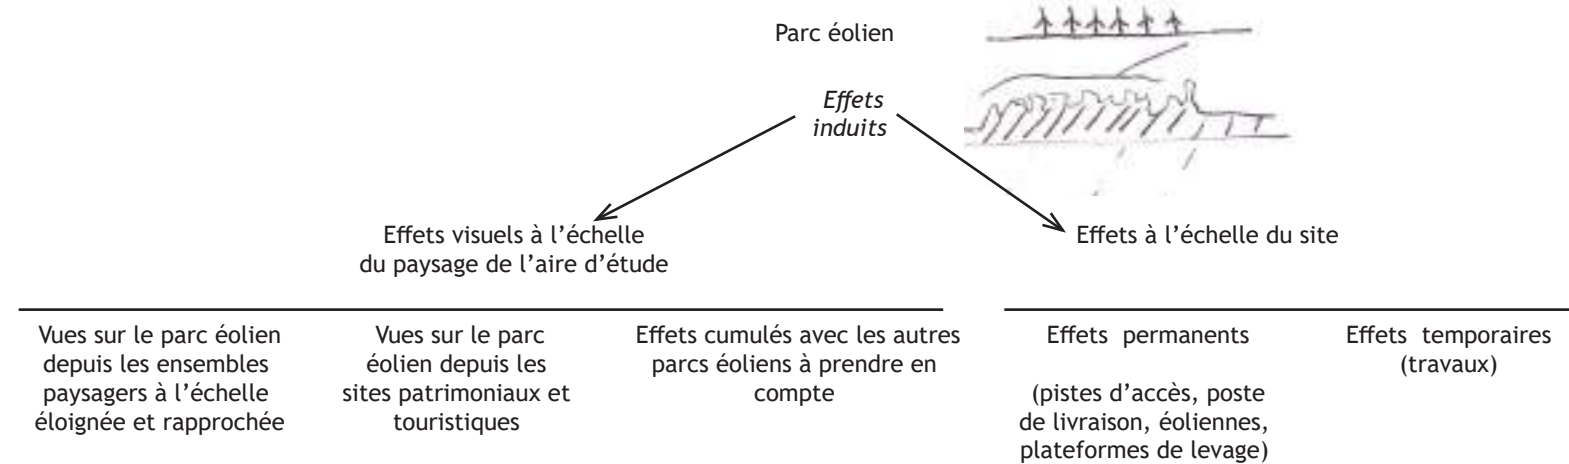 Parc éolien
Effets
induits
Effets visuels à l’échelle
du paysage de l’aire d’étude
Effets à l’échelle du site
Vues sur le parc éolien
depuis les ensembles
paysagers à l’échelle
éloignée et rapprochée
Vues sur le parc
éolien depuis les
sites patrimoniaux et
touristiques
Effets cumulés avec les autres
parcs éoliens à prendre en
compte
Effets permanents
(pistes d’accès, poste
de livraison, éoliennes,
plateformes de levage)
Effets temporaires
(travaux)